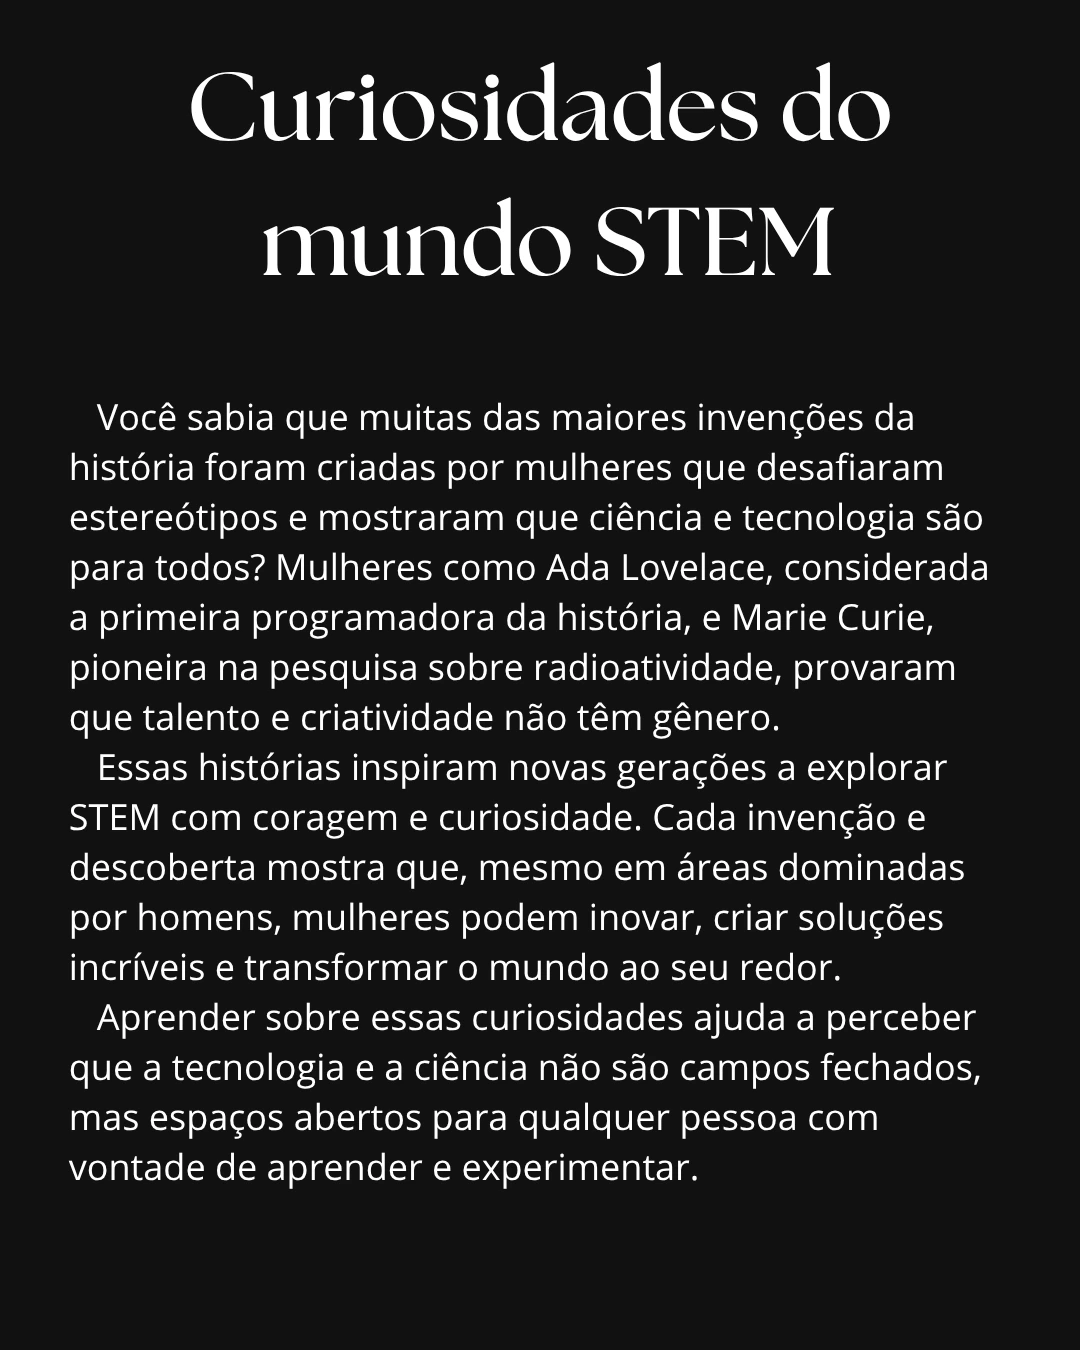 Curiosidades do
mundo STEM
Você sabia que muitas das maiores invenções da
história foram criadas por mulheres que desafiaram
estereótipos e mostraram que ciência e tecnologia são
para todos? Mulheres como Ada Lovelace, considerada
a primeira programadora da história, e Marie Curie,
pioneira na pesquisa sobre radioatividade, provaram
que talento e criatividade não têm gênero.
Essas histórias inspiram novas gerações a explorar
STEM com coragem e curiosidade. Cada invenção e
descoberta mostra que, mesmo em áreas dominadas
por homens, mulheres podem inovar, criar soluções
incríveis e transformar o mundo ao seu redor.
Aprender sobre essas curiosidades ajuda a perceber
que a tecnologia e a ciência não são campos fechados,
mas espaços abertos para qualquer pessoa com
vontade de aprender e experimentar.